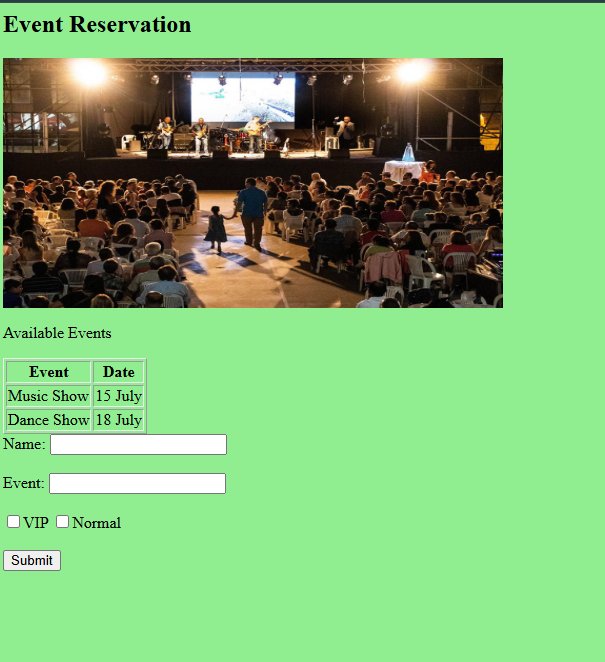 Event Reservation
Available Events
Event Date
Music Show 15 July
Dance Show 18 July
Name:
Event:
VIP Normal
Submit